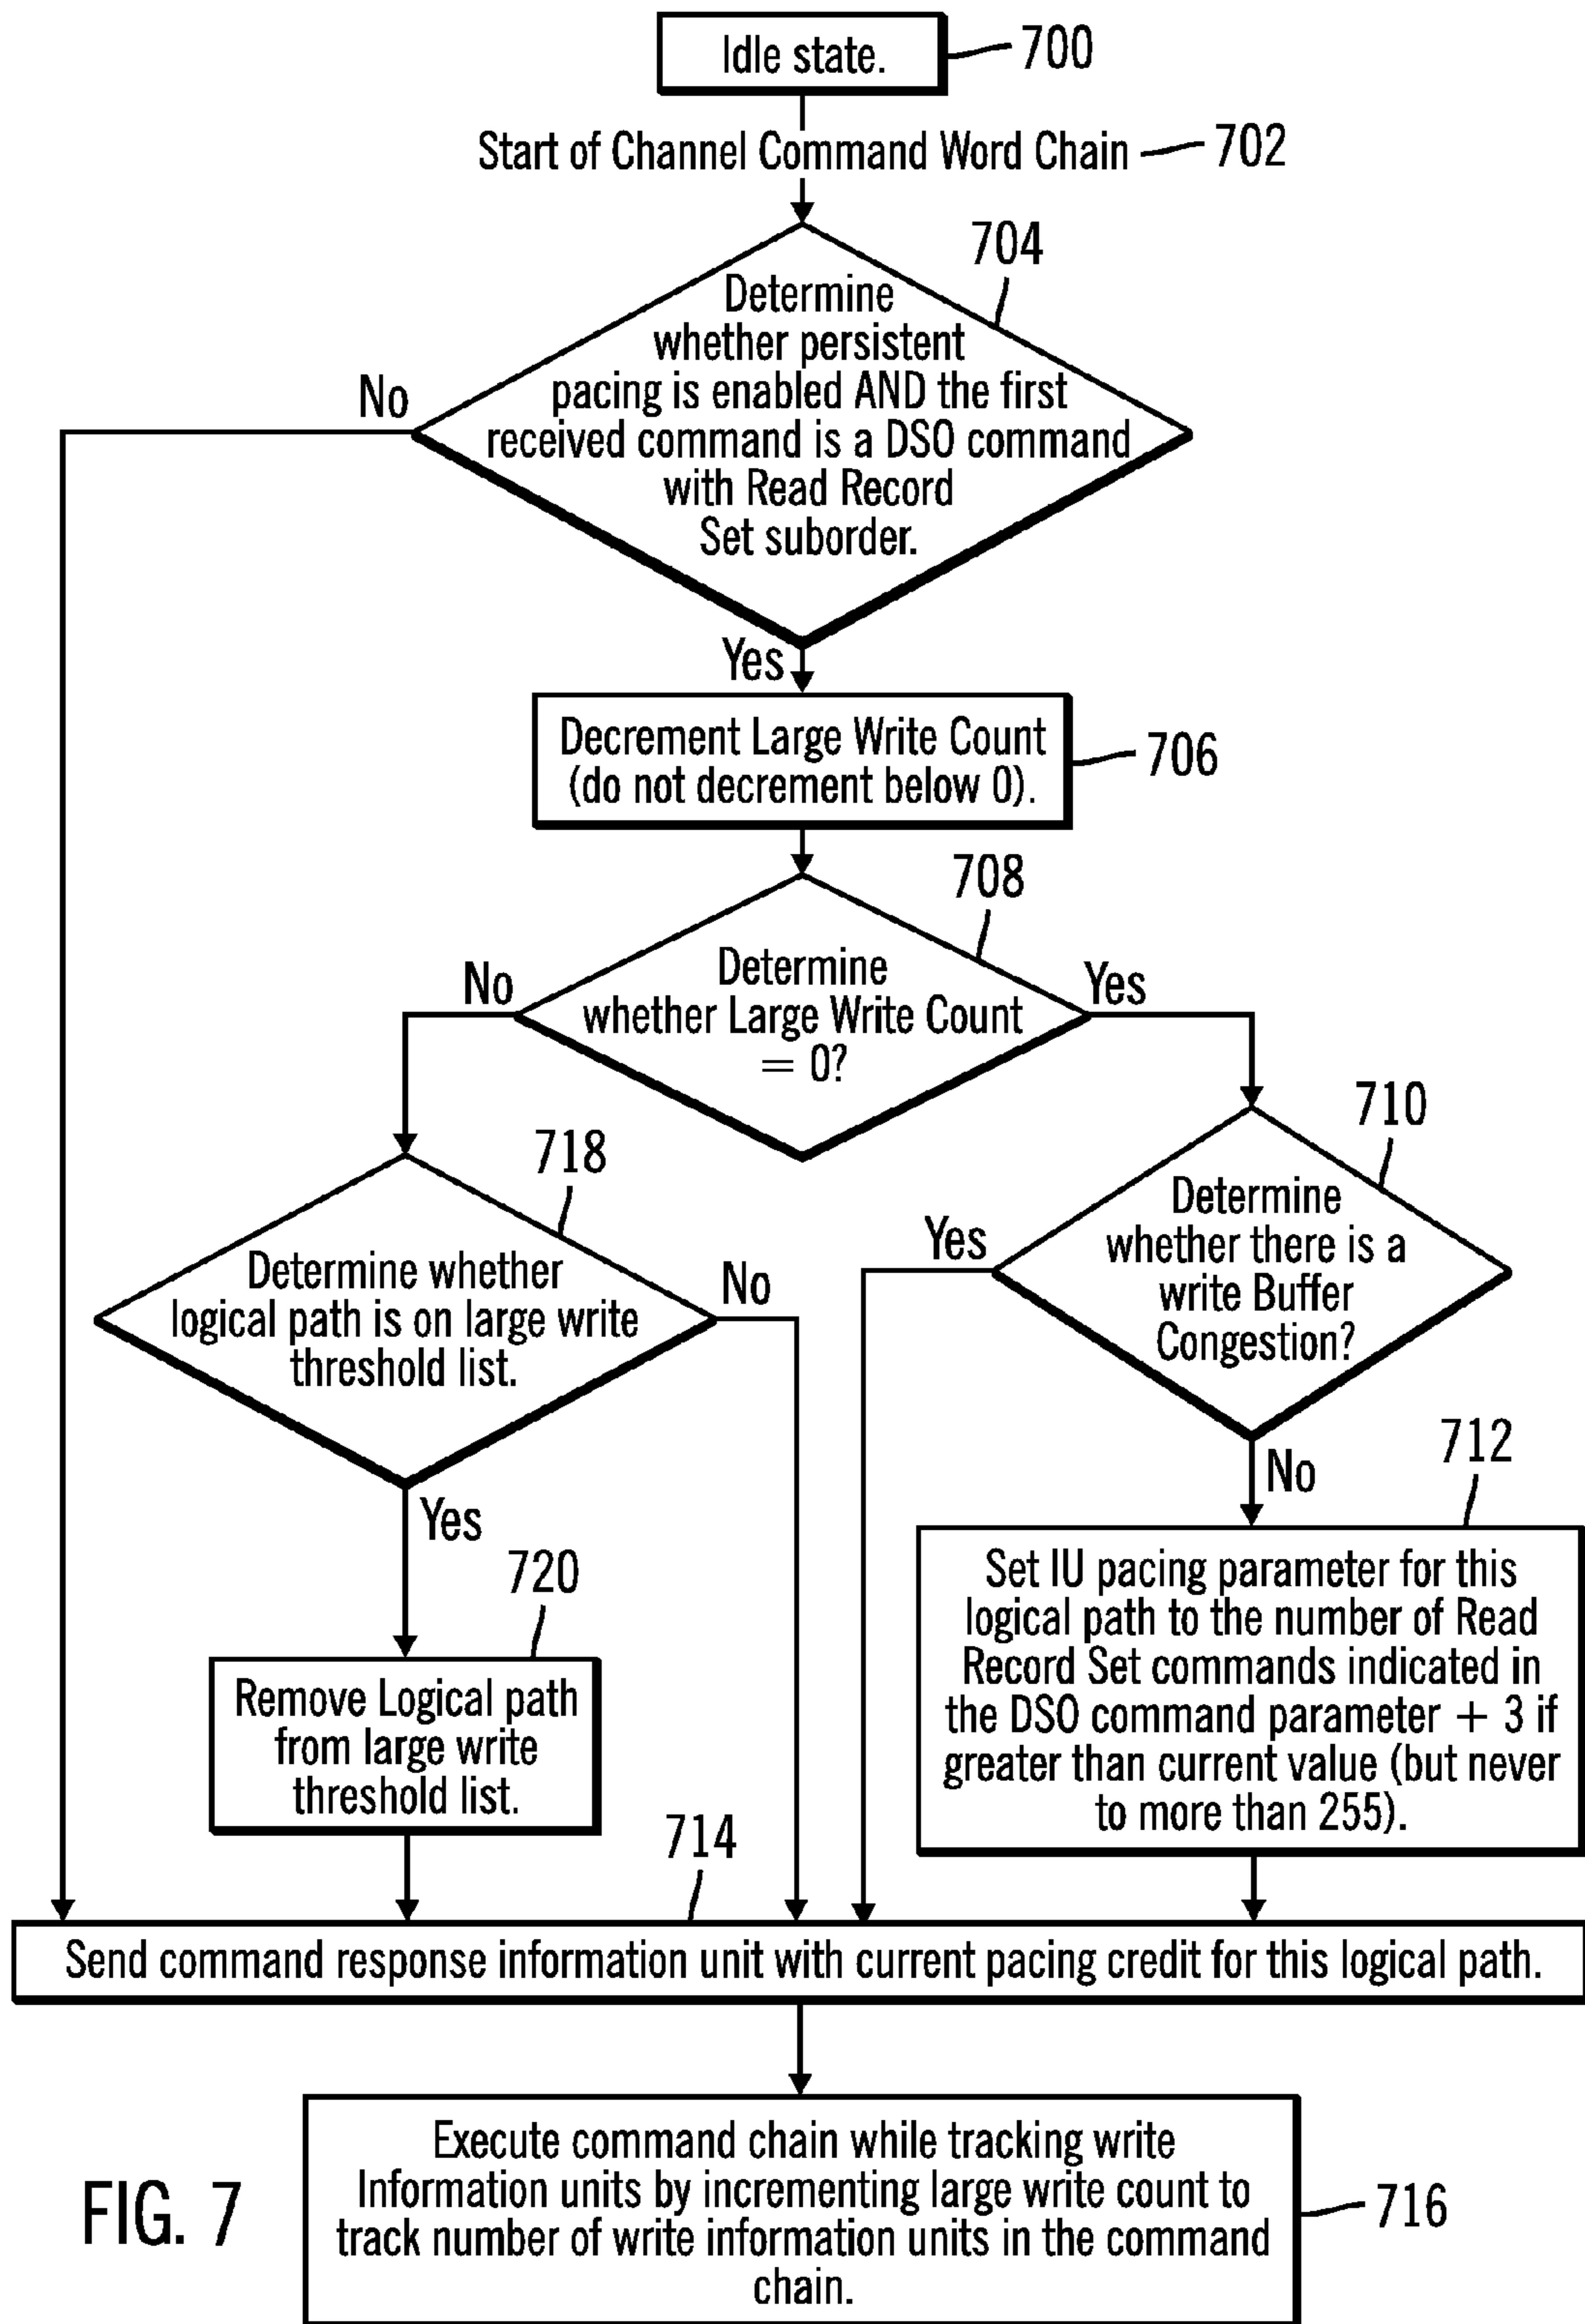 Idle state.
700
Start of Channel Command Word Chain
702
704
Determine
whether persistent
pacing is enabled AND the first
received command is a DSO command
with Read Record
Set suborder.
No
Yes
Decrement Large Write Count
(do not decrement below 0).
706
708
Determine
whether Large Write Count
= 0?
No
Yes
710
Determine
whether there is a
write Buffer
Congestion?
Yes
No
718
Determine whether
logical path is on large write
threshold list.
No
Yes
712
Set IU pacing parameter for this
logical path to the number of Read
Record Set commands indicated in
the DSO command parameter + 3 if
greater than current value (but never
to more than 255).
720
Remove Logical path
from large write
threshold list.
714
Send command response information unit with current pacing credit for this logical path.
Execute command chain while tracking write
Information units by incrementing large write count to
track number of write information units in the command
chain.
716
FIG. 7